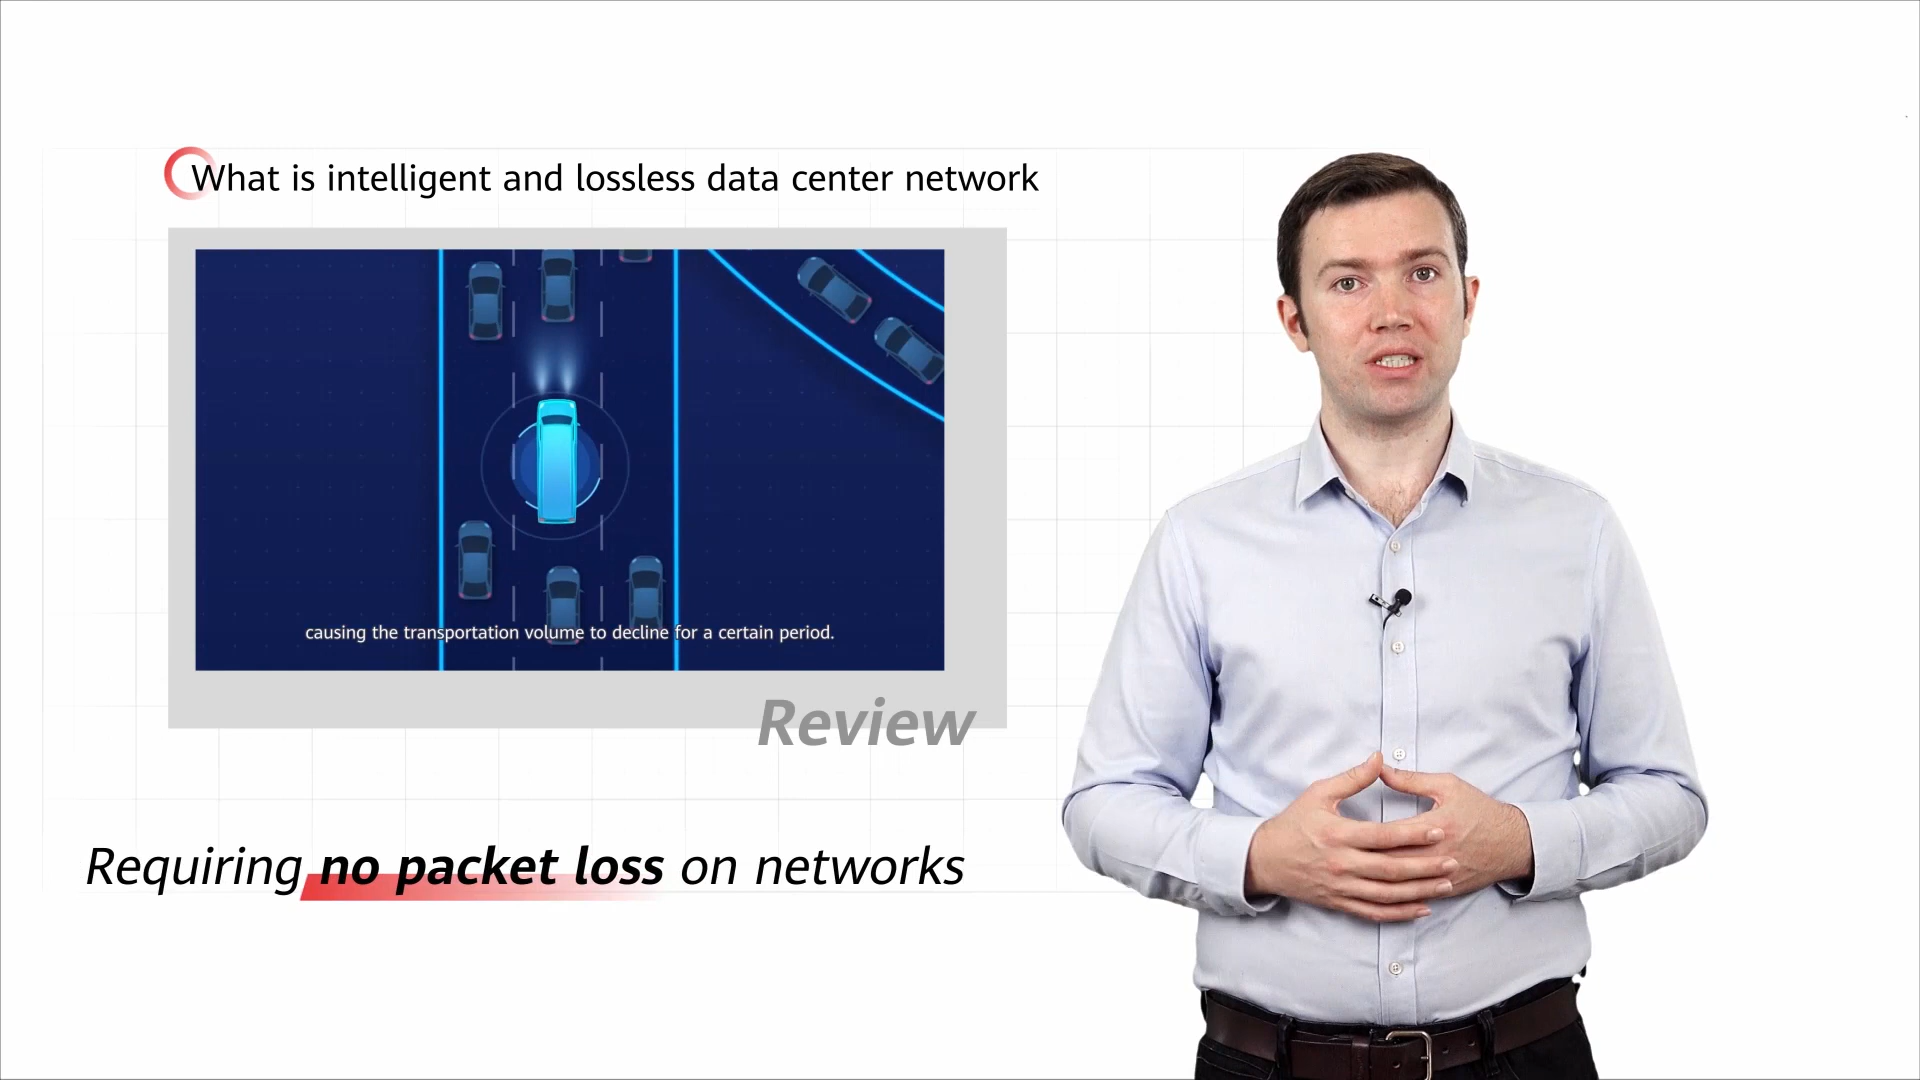 What is intelligent and lossless data center network
causing the transportation volume to decline for a certain period.
Review
Requiring no packet loss on networks